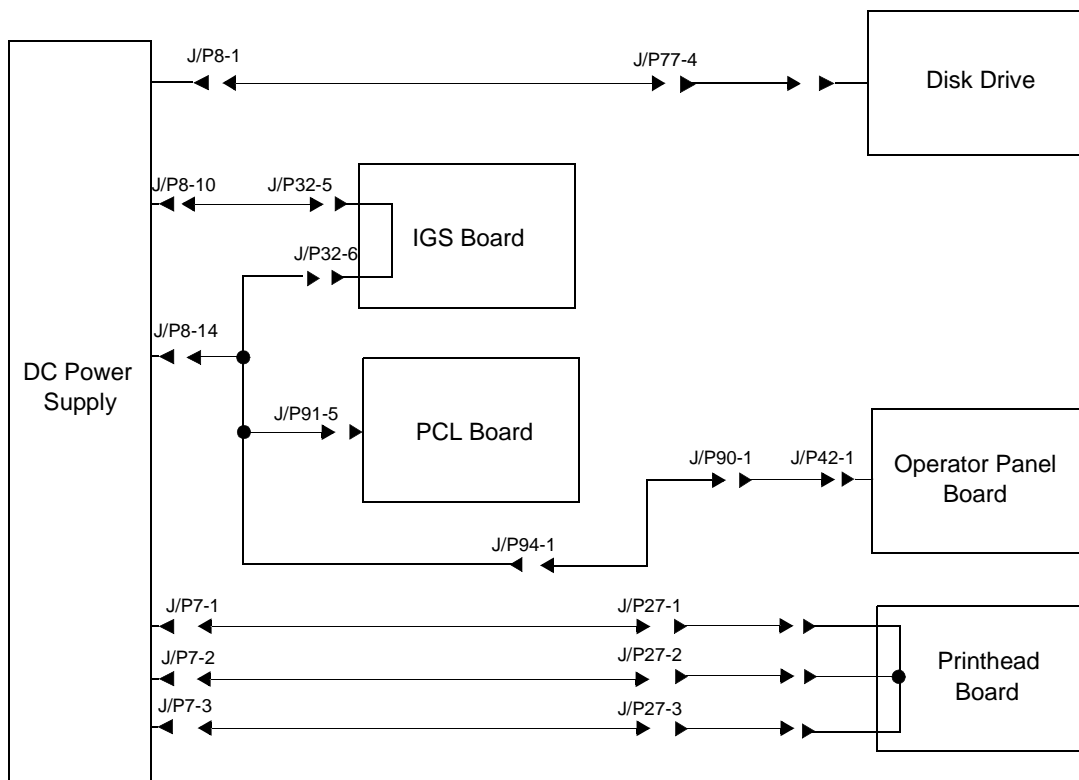 J/P8-1
J/P77-4
Disk Drive
J/P8-10
J/P32-5
IGS Board
J/P32-6
J/P8-14
DC Power
Supply
J/P91-5
PCL Board
J/P90-1
J/P42-1
Operator Panel
Board
J/P94-1
J/P7-1
J/P27-1
J/P7-2
J/P27-2
Printhead
Board
J/P7-3
J/P27-3